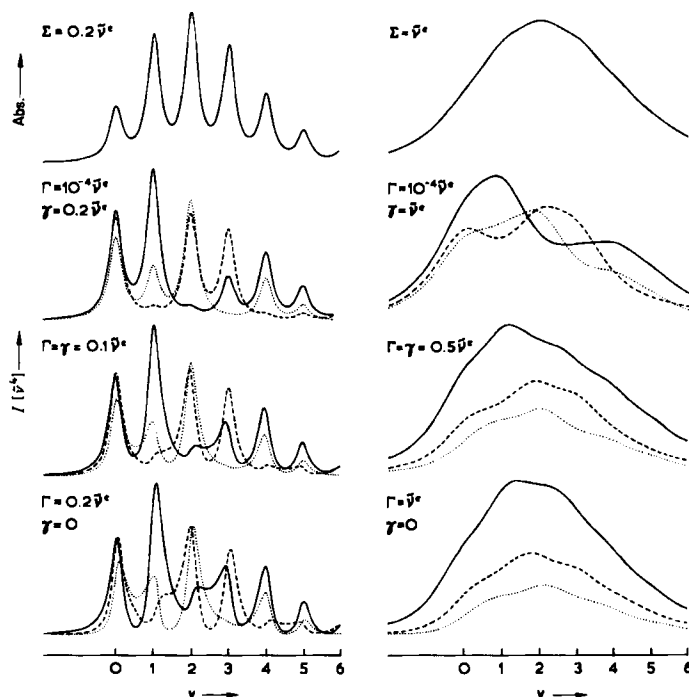 Σ = 0.2 ν̃ᵉ
Σ = ν̃ᵉ
Abs. →
Γ = 10⁻⁴ ν̃ᵉ
γ = 0.2 ν̃ᵉ
Γ = 10⁻⁴ ν̃ᵉ
γ = ν̃ᵉ
I [ν̃⁴] →
Γ = γ = 0.1 ν̃ᵉ
Γ = γ = 0.5 ν̃ᵉ
Γ = 0.2 ν̃ᵉ
γ = 0
Γ = ν̃ᵉ
γ = 0
0 1 2 3 4 5 6
0 1 2 3 4 5 6
v →
v →